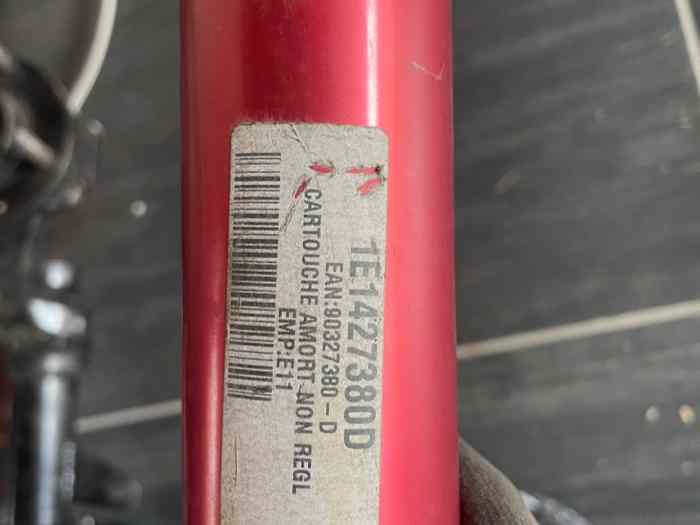 1E1427380D
EAN:90327380-D
CARTOUCHE AMORT NON REGL
EMP:E11